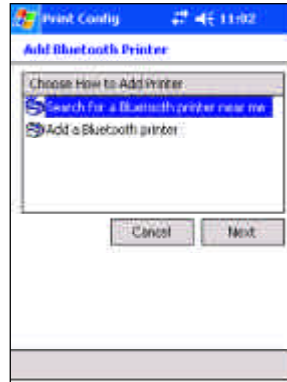 Print Config 11:02
Add Bluetooth Printer
Choose How to Add Printer
Search for a Bluetooth printer near me
Add a Bluetooth printer
Cancel Next